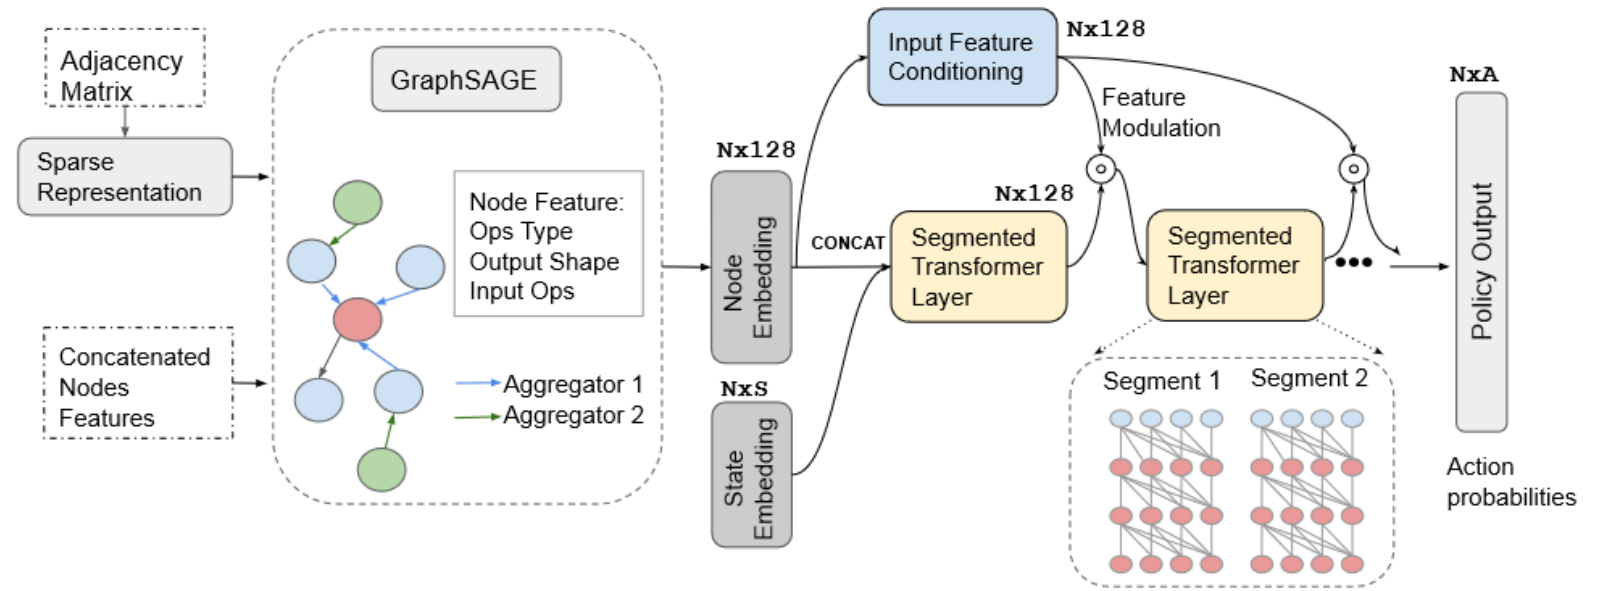 Adjacency
Matrix
Sparse
Representation
Concatenated
Nodes
Features
GraphSAGE
Node Feature:
Ops Type
Output Shape
Input Ops
Aggregator 1
Aggregator 2
Nx128
Node
Embedding
NxS
State
Embedding
CONCAT
Input Feature
Conditioning
Nx128
Feature
Modulation
Nx128
Segmented
Transformer
Layer
Segmented
Transformer
Layer
Segment 1
Segment 2
NxA
Policy Output
Action
probabilities